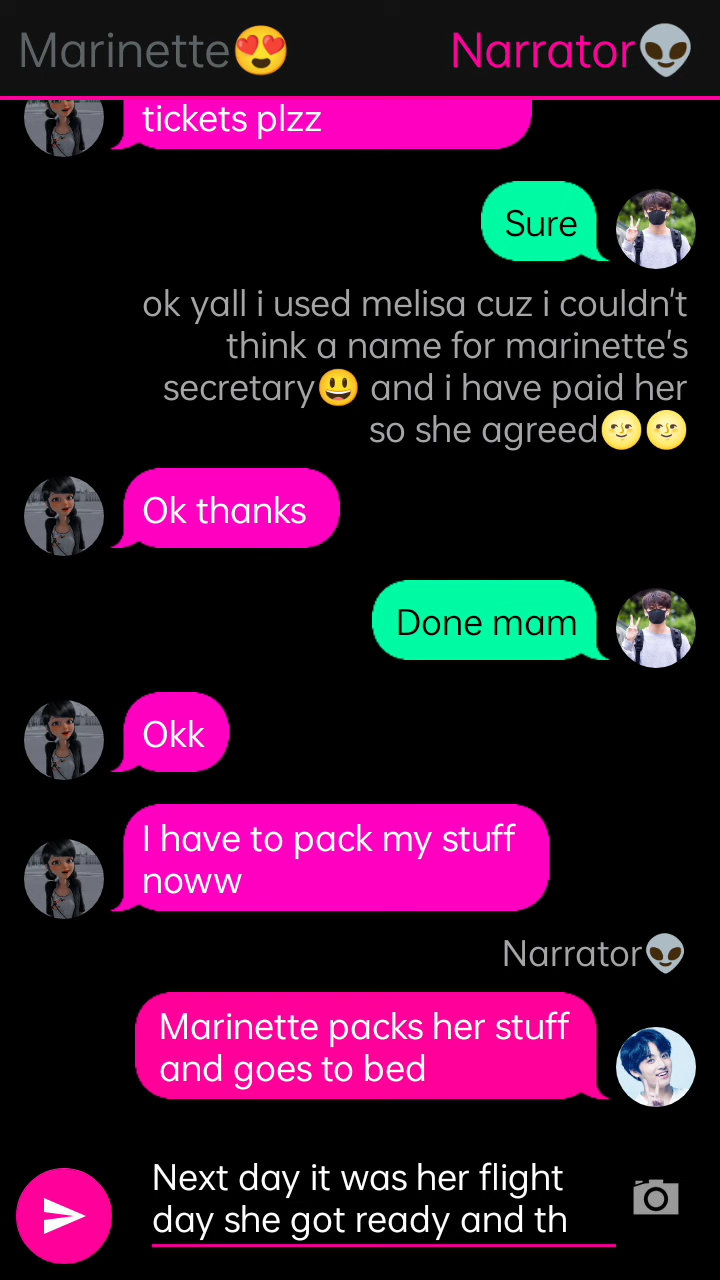 Marinette😍 Narrator👽
tickets plzz
Sure
ok yall i used melisa cuz i couldn't
think a name for marinette's
secretary😃 and i have paid her
so she agreed🌝🌝
Ok thanks
Done mam
Okk
I have to pack my stuff
noww
Narrator👽
Marinette packs her stuff
and goes to bed
Next day it was her flight
day she got ready and th